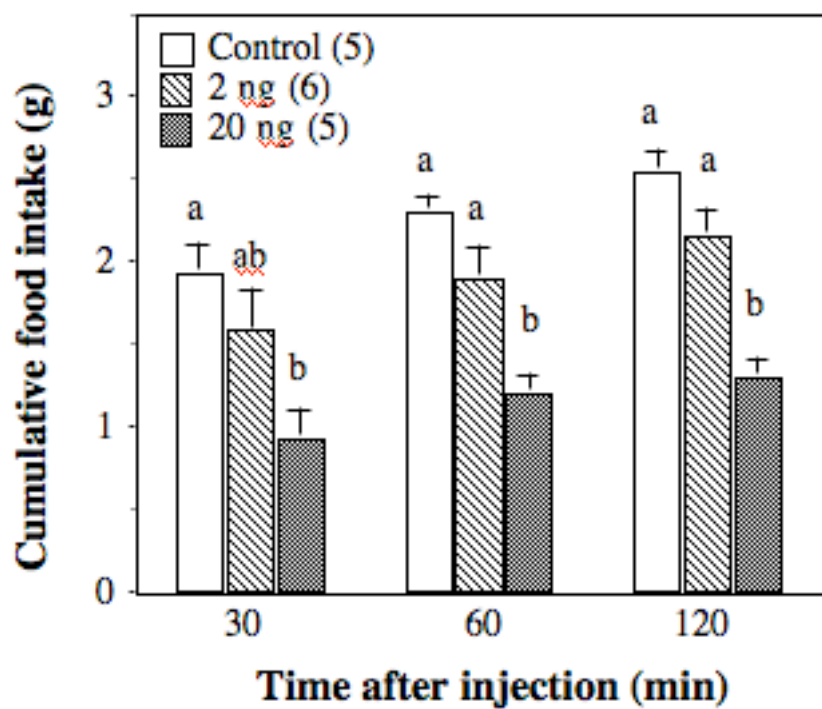 Cumulative food intake (g)
3
2
1
0
Control (5)
2 ng (6)
20 ng (5)
a
ab
b
a
a
b
a
a
b
30
60
120
Time after injection (min)